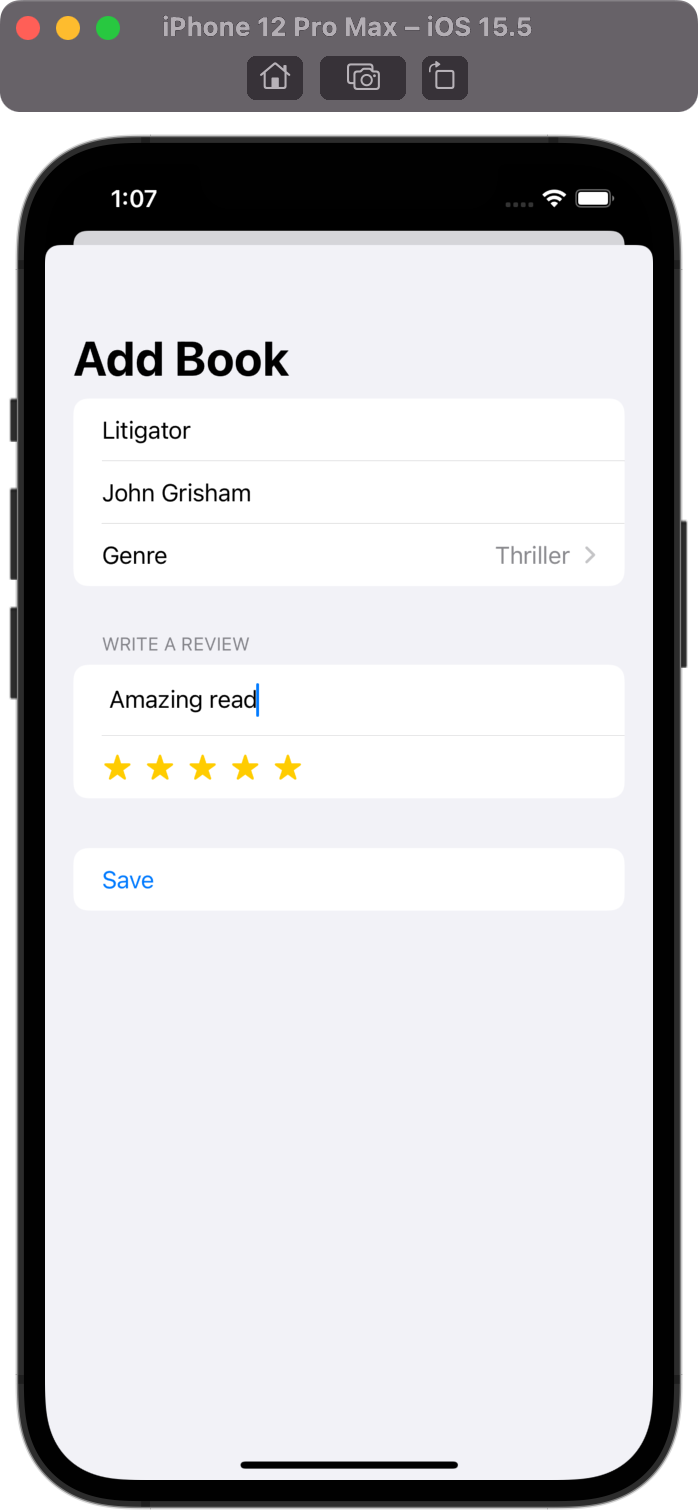 iPhone 12 Pro Max – iOS 15.5
1:07
Add Book
Litigator
John Grisham
Genre Thriller
WRITE A REVIEW
Amazing read
Save